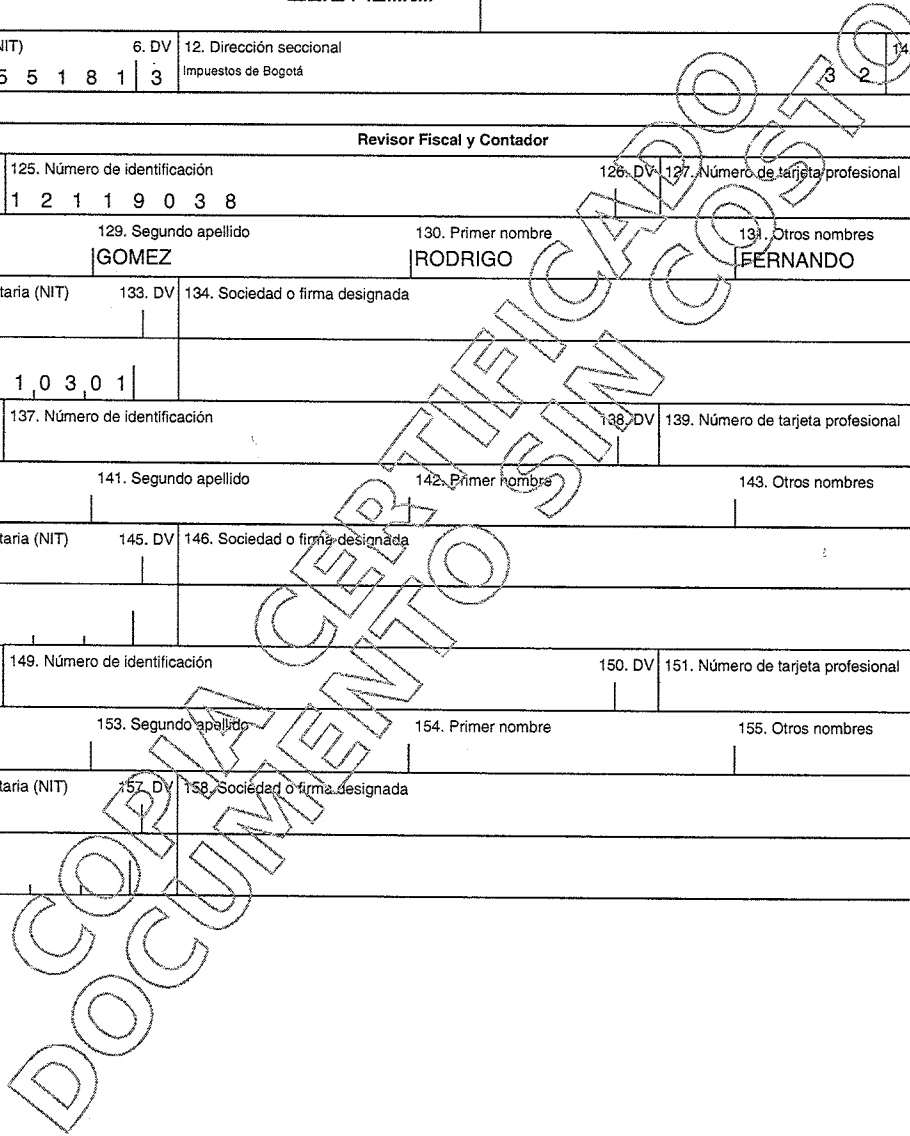 NIT) 6. DV 12. Dirección seccional 14
5 5 1 8 1 3 Impuestos de Bogotá 3 2
Revisor Fiscal y Contador
125. Número de identificación 126. DV 127. Número de tarjeta profesional
1 2 1 1 9 0 3 8
129. Segundo apellido 130. Primer nombre 131. Otros nombres
GOMEZ RODRIGO FERNANDO
taria (NIT) 133. DV 134. Sociedad o firma designada
1 0 3 0 1
137. Número de identificación 138. DV 139. Número de tarjeta profesional
141. Segundo apellido 142. Primer nombre 143. Otros nombres
taria (NIT) 145. DV 146. Sociedad o firma designada
149. Número de identificación 150. DV 151. Número de tarjeta profesional
153. Segundo apellido 154. Primer nombre 155. Otros nombres
taria (NIT) 157. DV 158. Sociedad o firma designada
COPIA CERTIFICADO
DOCUMENTO SIN COSTO